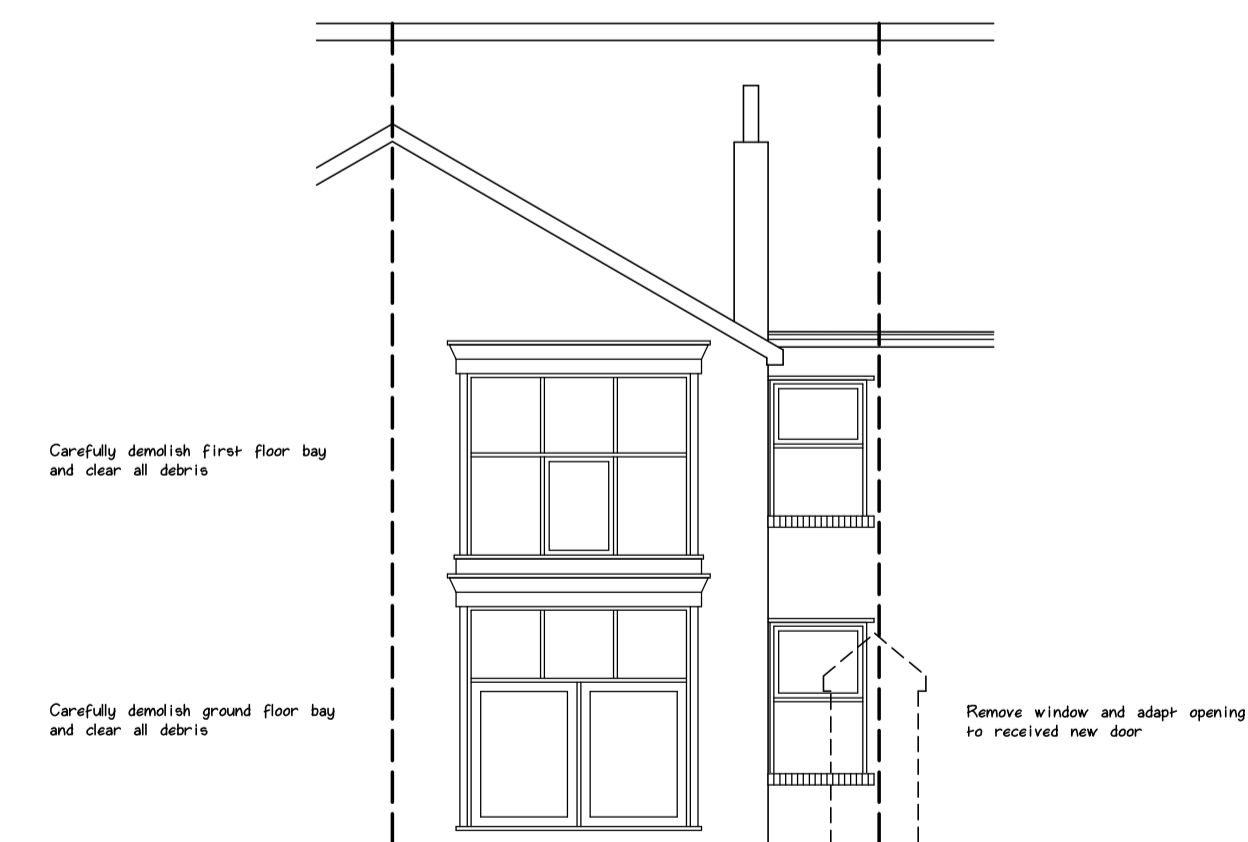 Carefully demolish first floor bay
and clear all debris
Carefully demolish ground floor bay
and clear all debris
Remove window and adapt opening
to received new door